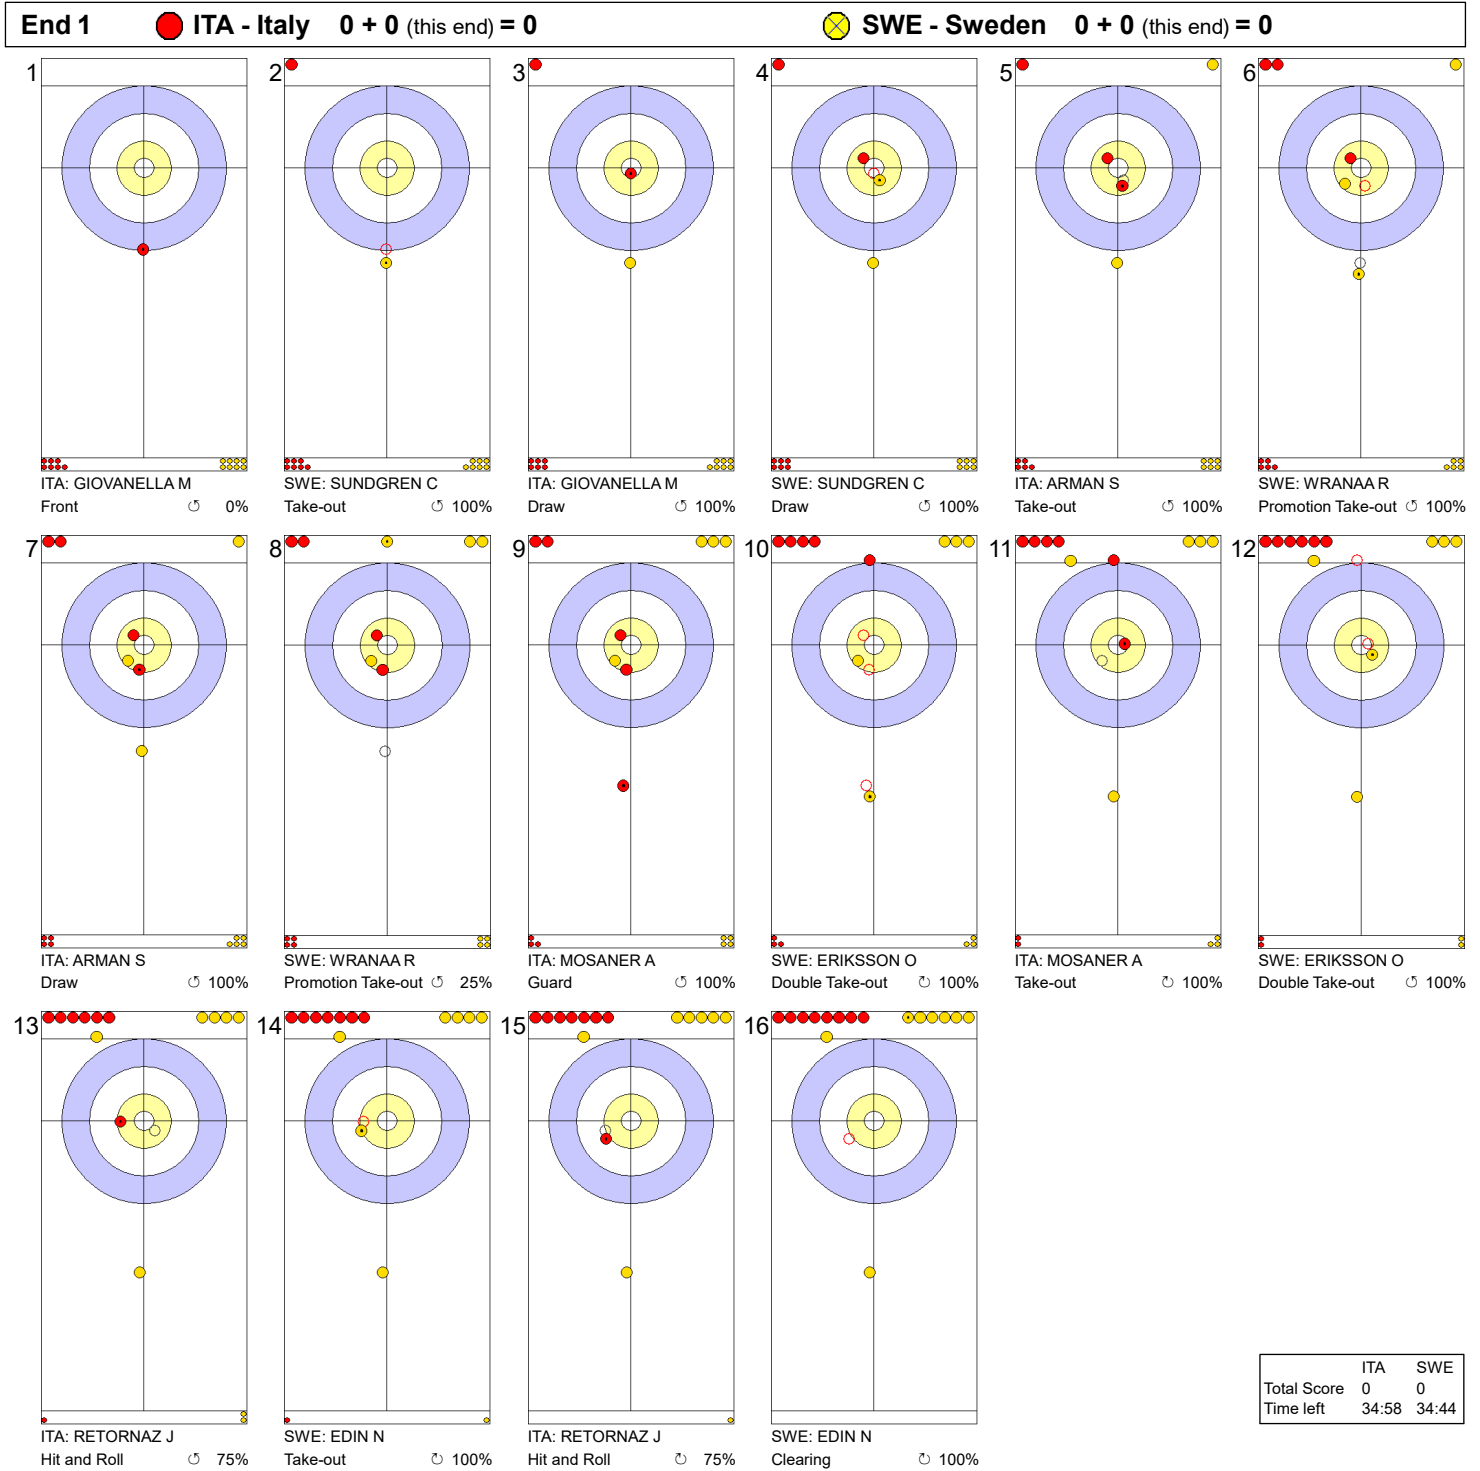 End 1 ITA - Italy 0 + 0 (this end) = 0 SWE - Sweden 0 + 0 (this end) = 0
1 2 3 4 5 6
ITA: GIOVANELLA M SWE: SUNDGREN C ITA: GIOVANELLA M SWE: SUNDGREN C ITA: ARMAN S SWE: WRANAA R
Front ↺ 0% Take-out ↺ 100% Draw ↺ 100% Draw ↺ 100% Take-out ↺ 100% Promotion Take-out ↺ 100%
7 8 9 10 11 12
ITA: ARMAN S SWE: WRANAA R ITA: MOSANER A SWE: ERIKSSON O ITA: MOSANER A SWE: ERIKSSON O
Draw ↺ 100% Promotion Take-out ↺ 25% Guard ↺ 100% Double Take-out ↻ 100% Take-out ↻ 100% Double Take-out ↻ 100%
13 14 15 16
ITA: RETORNAZ J SWE: EDIN N ITA: RETORNAZ J SWE: EDIN N
Hit and Roll ↺ 75% Take-out ↻ 100% Hit and Roll ↻ 75% Clearing ↻ 100%
ITA SWE
Total Score 0 0
Time left 34:58 34:44